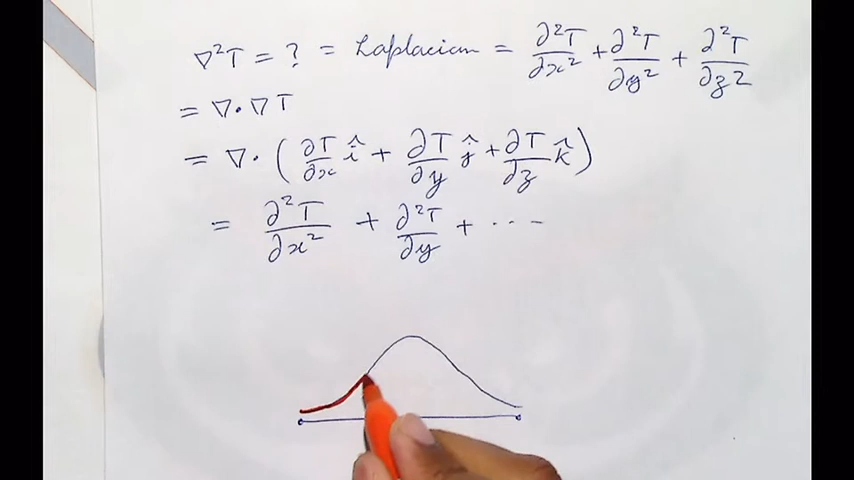 ∇²T = ? = Laplacian = ∂²T/∂x² + ∂²T/∂y² + ∂²T/∂z²
= ∇·∇T
= ∇·(∂T/∂x î + ∂T/∂y ĵ + ∂T/∂z k̂)
= ∂²T/∂x² + ∂²T/∂y + ----